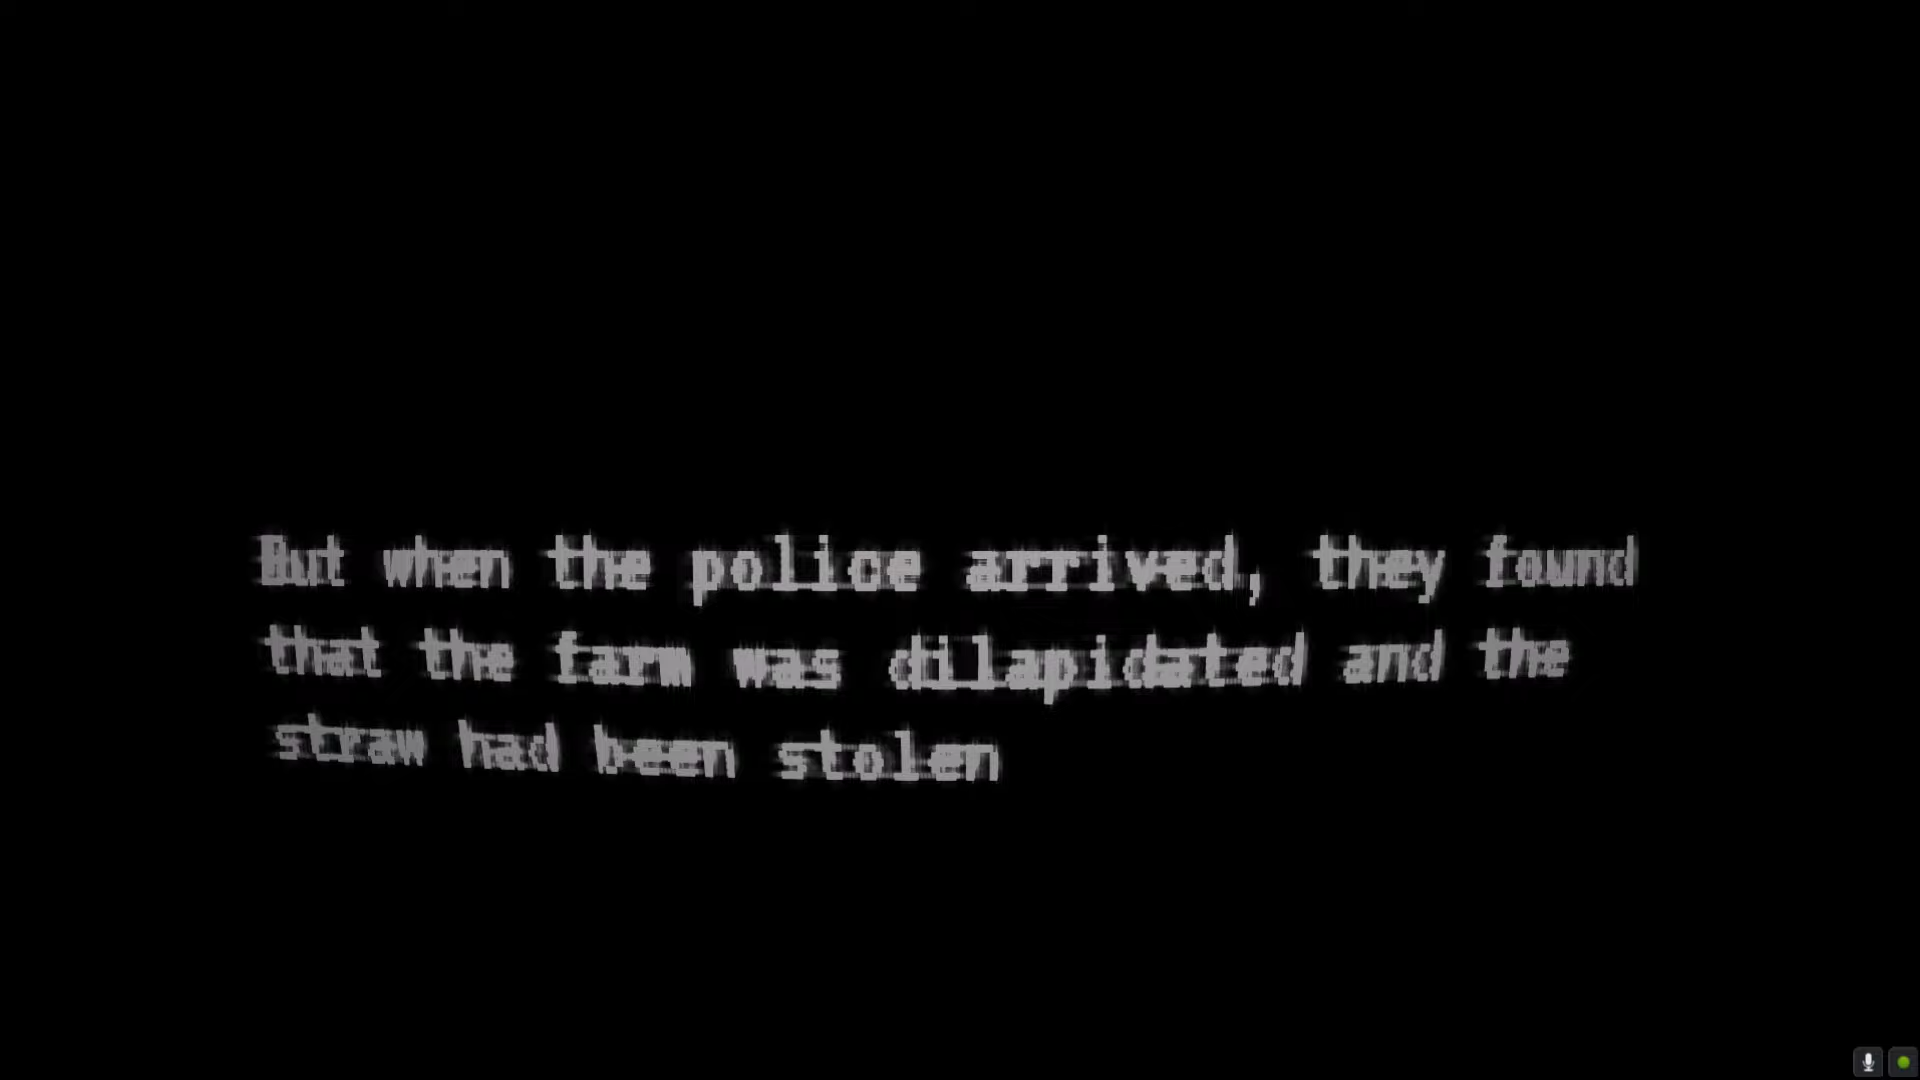 But when the police arrived, they found
that the farm was dilapidated and the
straw had been stolen